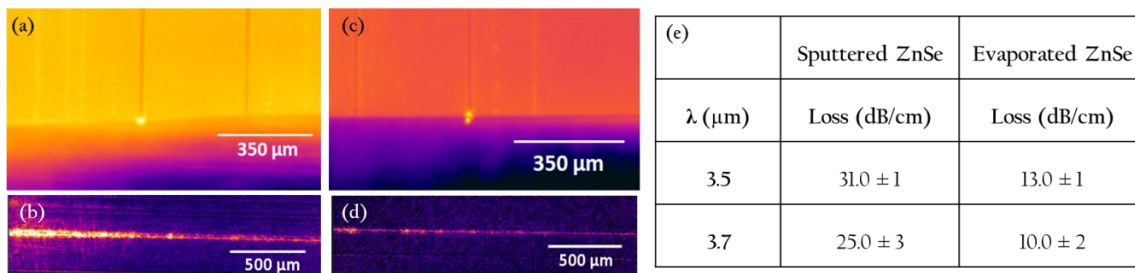 (a)
350 μm
(b)
500 μm
(c)
350 μm
(d)
500 μm
(e)
Sputtered ZnSe Evaporated ZnSe
λ (μm) Loss (dB/cm) Loss (dB/cm)
3.5 31.0 ± 1 13.0 ± 1
3.7 25.0 ± 3 10.0 ± 2